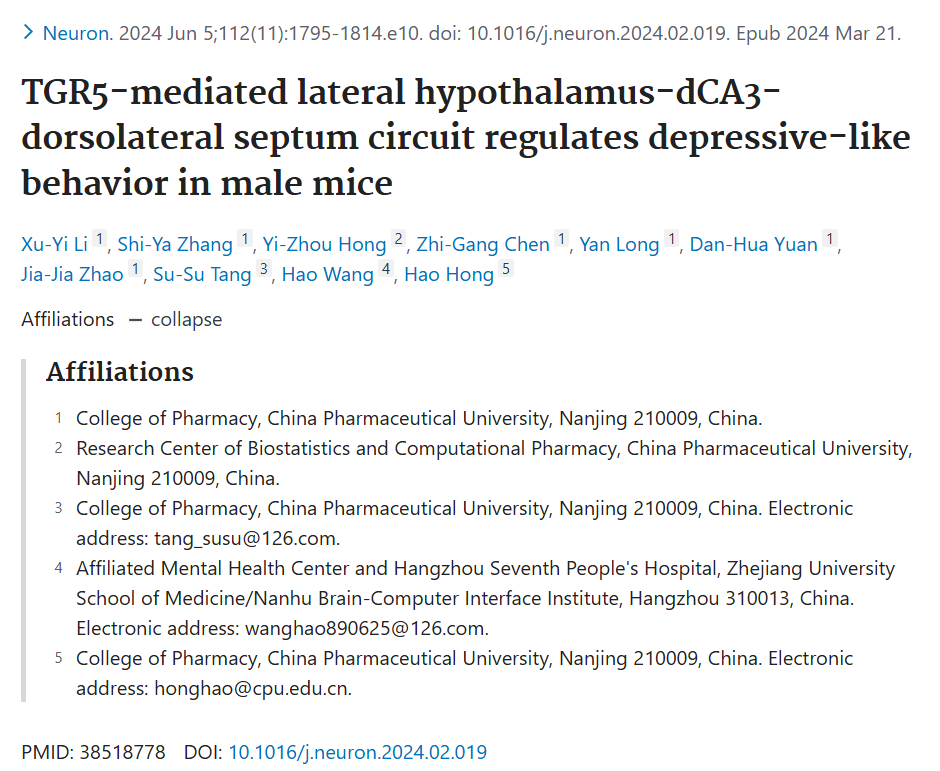 Neuron. 2024 Jun 5;112(11):1795-1814.e10. doi: 10.1016/j.neuron.2024.02.019. Epub 2024 Mar 21.
TGR5-mediated lateral hypothalamus-dCA3-
dorsolateral septum circuit regulates depressive-like
behavior in male mice
Xu-Yi Li 1, Shi-Ya Zhang 1, Yi-Zhou Hong 2, Zhi-Gang Chen 1, Yan Long 1, Dan-Hua Yuan 1,
Jia-Jia Zhao 1, Su-Su Tang 3, Hao Wang 4, Hao Hong 5
Affiliations — collapse
Affiliations
1 College of Pharmacy, China Pharmaceutical University, Nanjing 210009, China.
2 Research Center of Biostatistics and Computational Pharmacy, China Pharmaceutical University,
Nanjing 210009, China.
3 College of Pharmacy, China Pharmaceutical University, Nanjing 210009, China. Electronic
address: tang_susu@126.com.
4 Affiliated Mental Health Center and Hangzhou Seventh People's Hospital, Zhejiang University
School of Medicine/Nanhu Brain-Computer Interface Institute, Hangzhou 310013, China.
Electronic address: wanghao890625@126.com.
5 College of Pharmacy, China Pharmaceutical University, Nanjing 210009, China. Electronic
address: honghao@cpu.edu.cn.
PMID: 38518778 DOI: 10.1016/j.neuron.2024.02.019